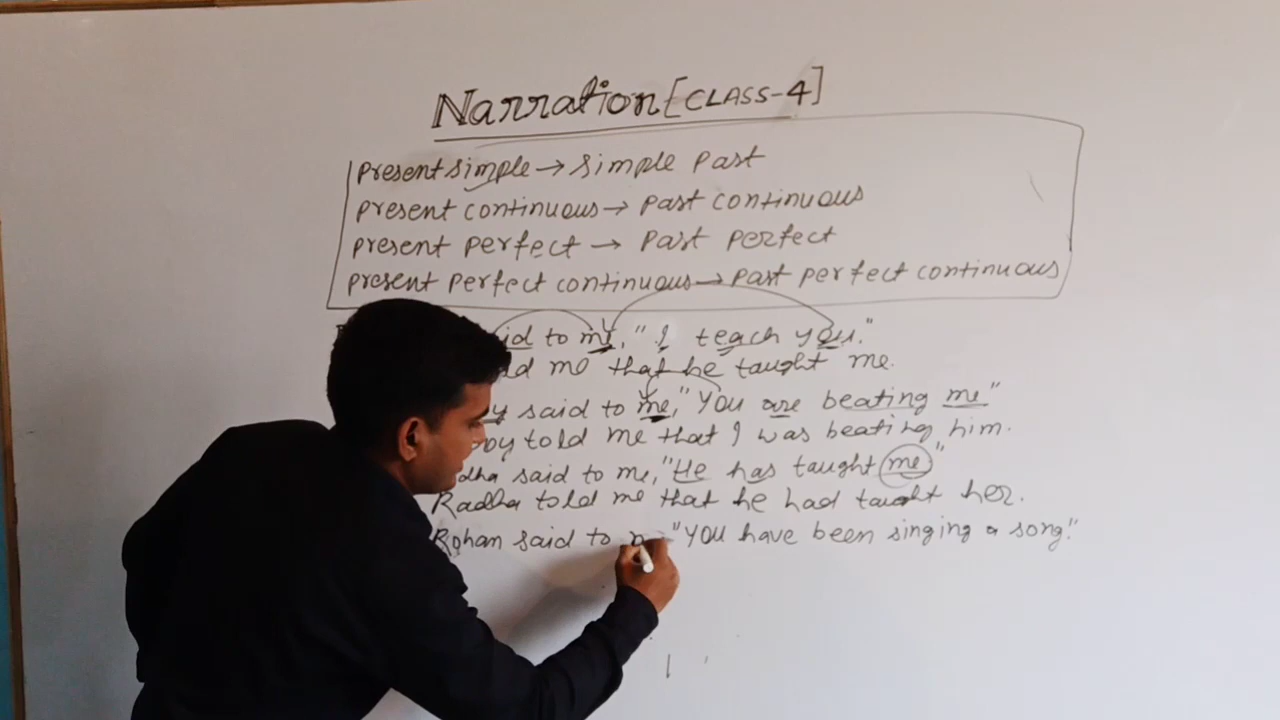 Narration [CLASS-4]
Present simple → simple past
Present continuous → Past continuous
Present perfect → Past perfect
Present perfect continuous → Past perfect continuous
said to me, "I teach you."
me that he taught me.
said to me, "You are beating me"
told me that I was beating him.
said to me, "He has taught me"
Radha told me that he had taught her.
Rohan said to "You have been singing a song."